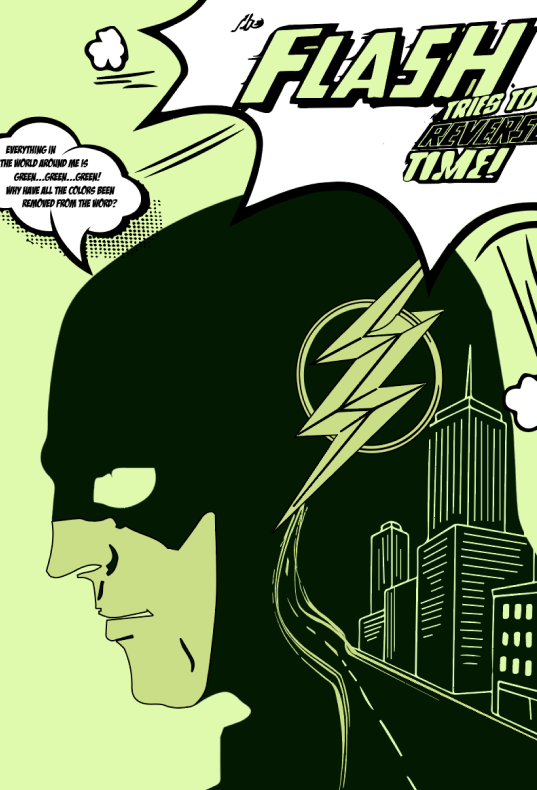 the
FLASH
TRIES TO
REVERSE
TIME!
EVERYTHING IN
THE WORLD AROUND ME IS
GREEN...GREEN...GREEN!
WHY HAVE ALL THE COLORS BEEN
REMOVED FROM THE WORD?